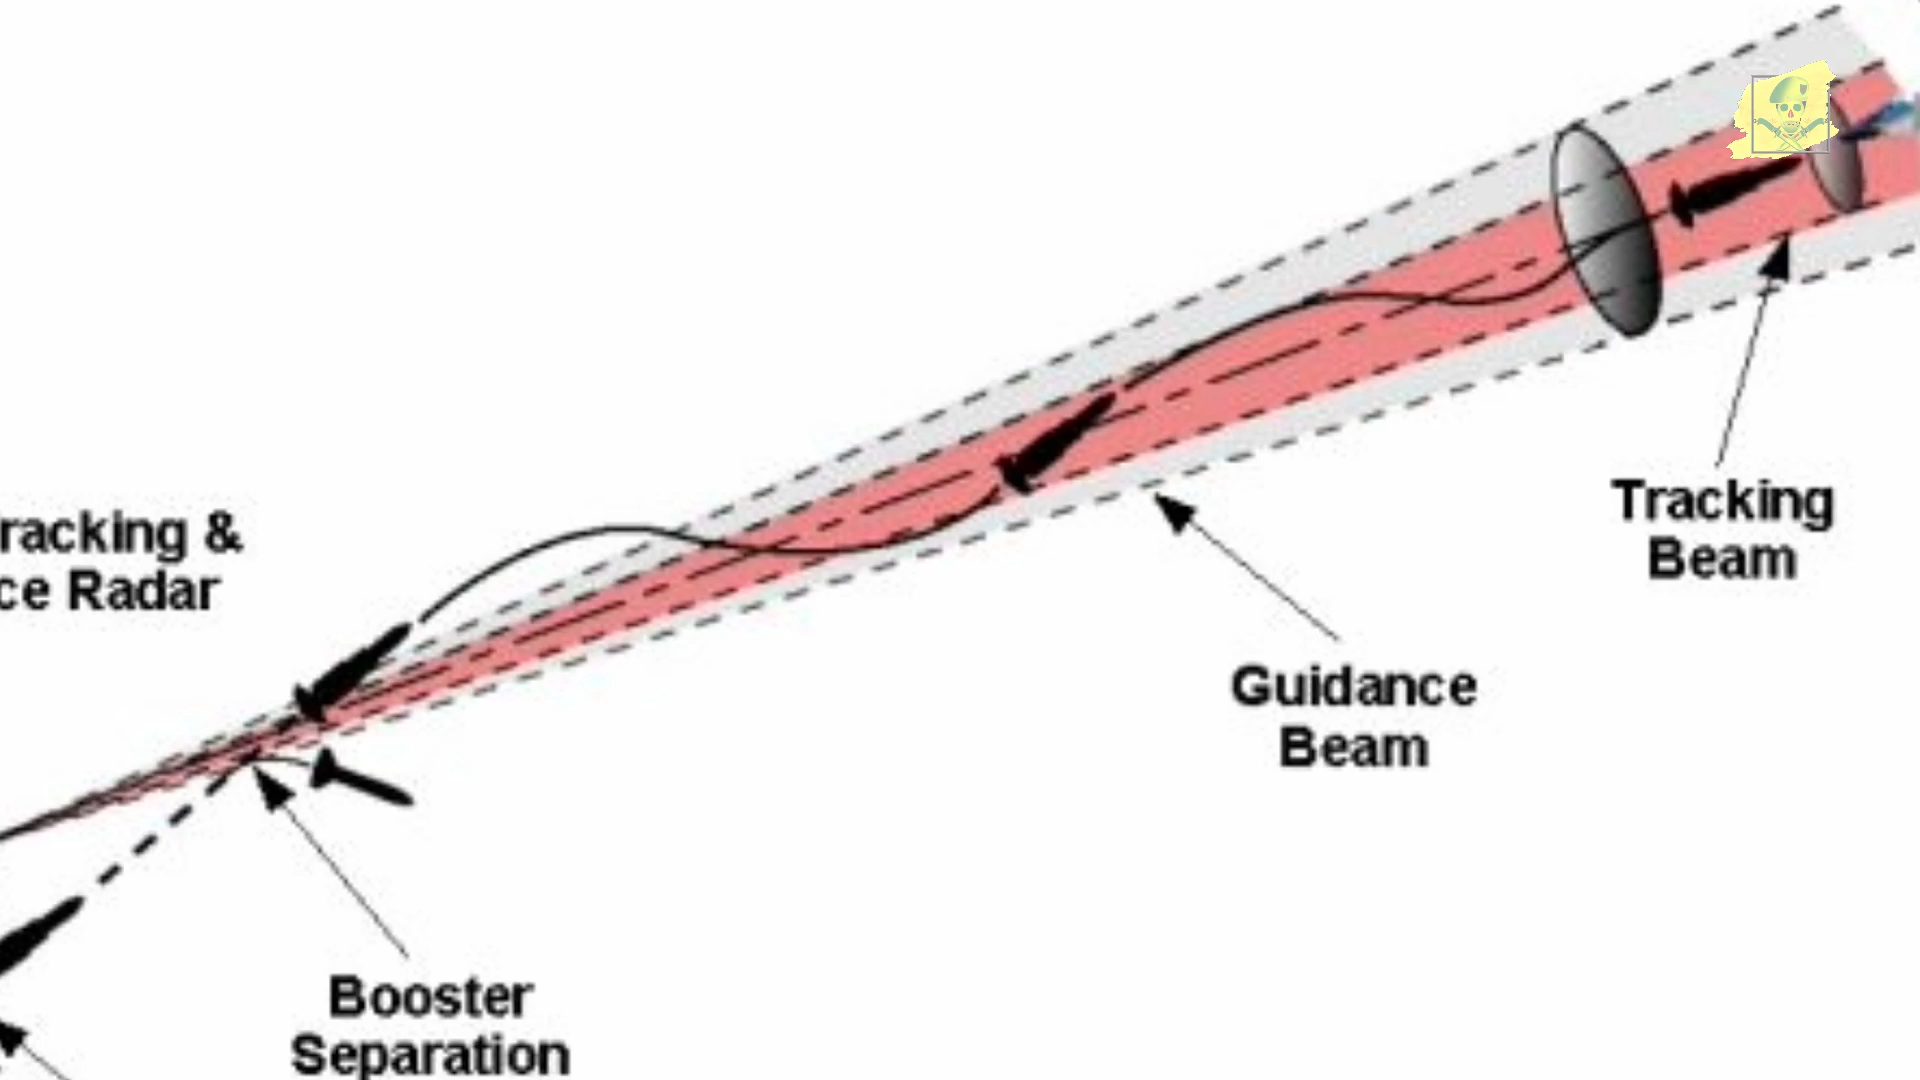 racking &
ce Radar
Tracking
Beam
Guidance
Beam
Booster
Separation